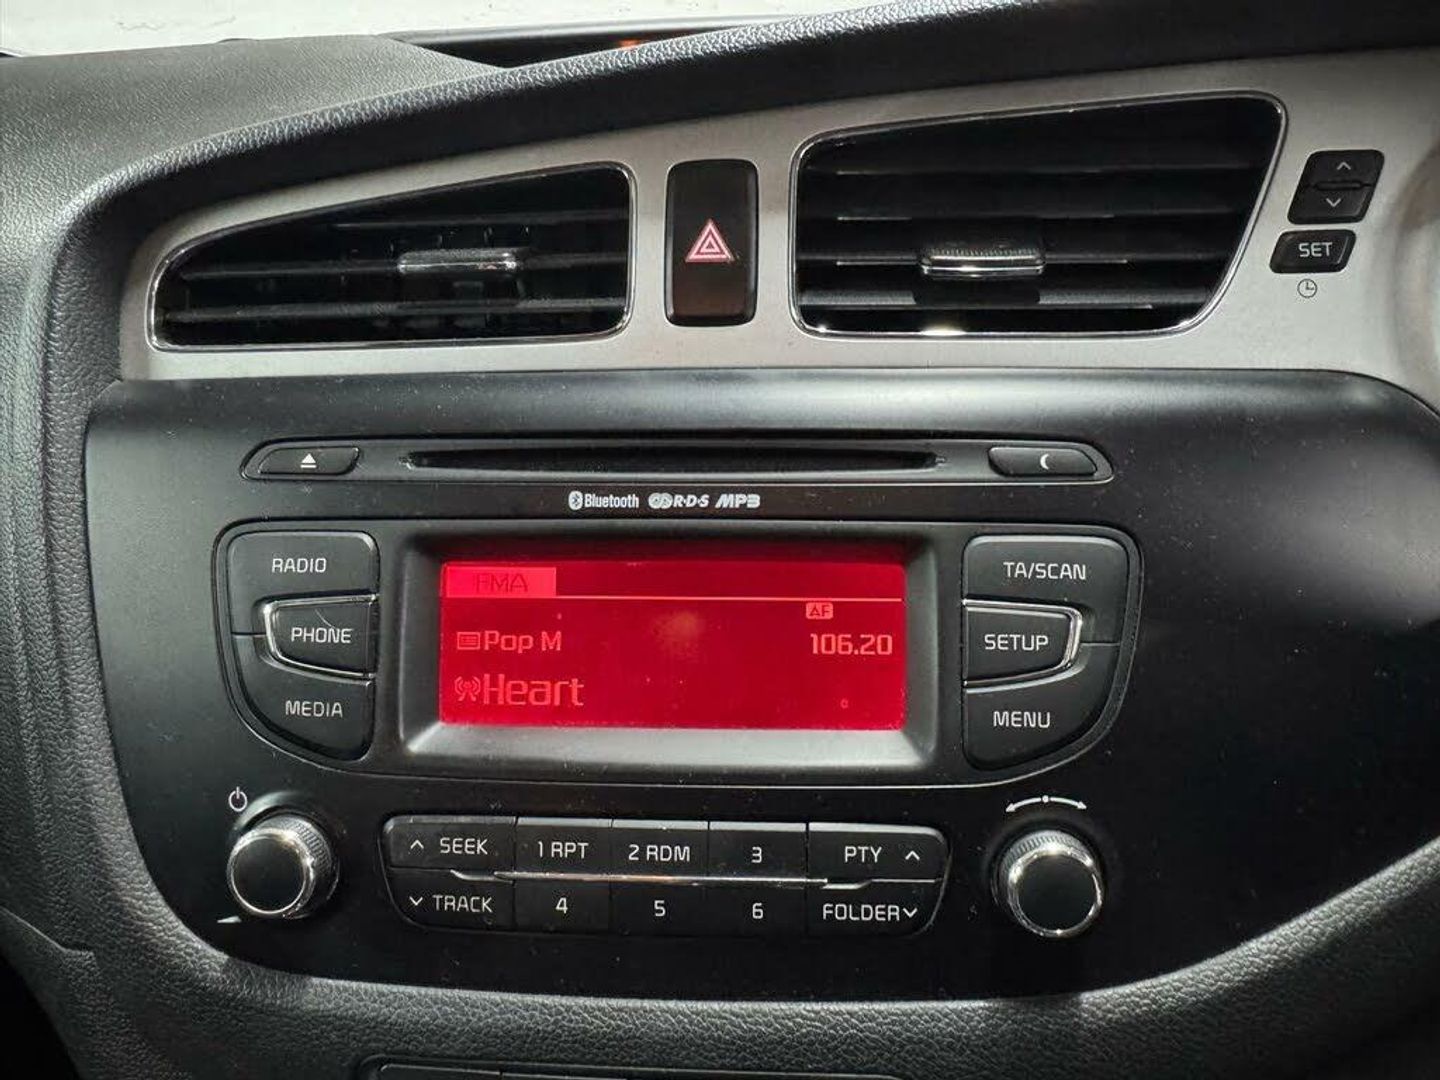 SET
Bluetooth R·D·S MP3
RADIO
PHONE
MEDIA
FMA
AF
Pop M 106.20
Heart
TA/SCAN
SETUP
MENU
SEEK 1 RPT 2 RDM 3 PTY
TRACK 4 5 6 FOLDER